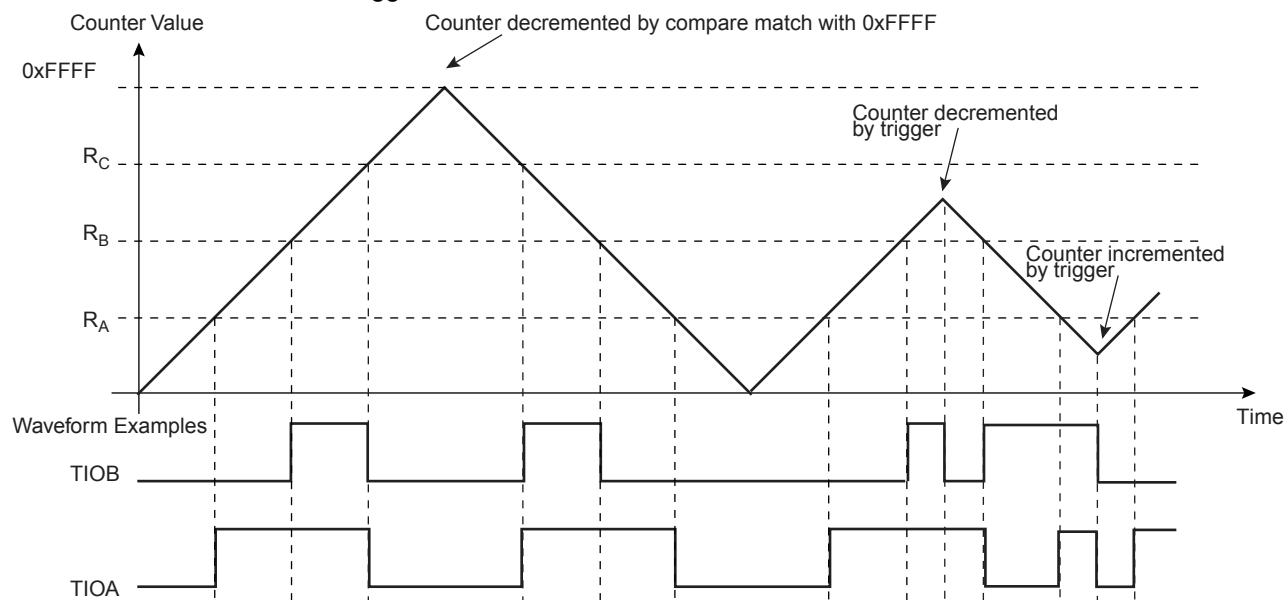 Counter Value
Counter decremented by compare match with 0xFFFF
0xFFFF
Counter decremented
by trigger
RC
RB
Counter incremented
by trigger
RA
Time
Waveform Examples
TIOB
TIOA